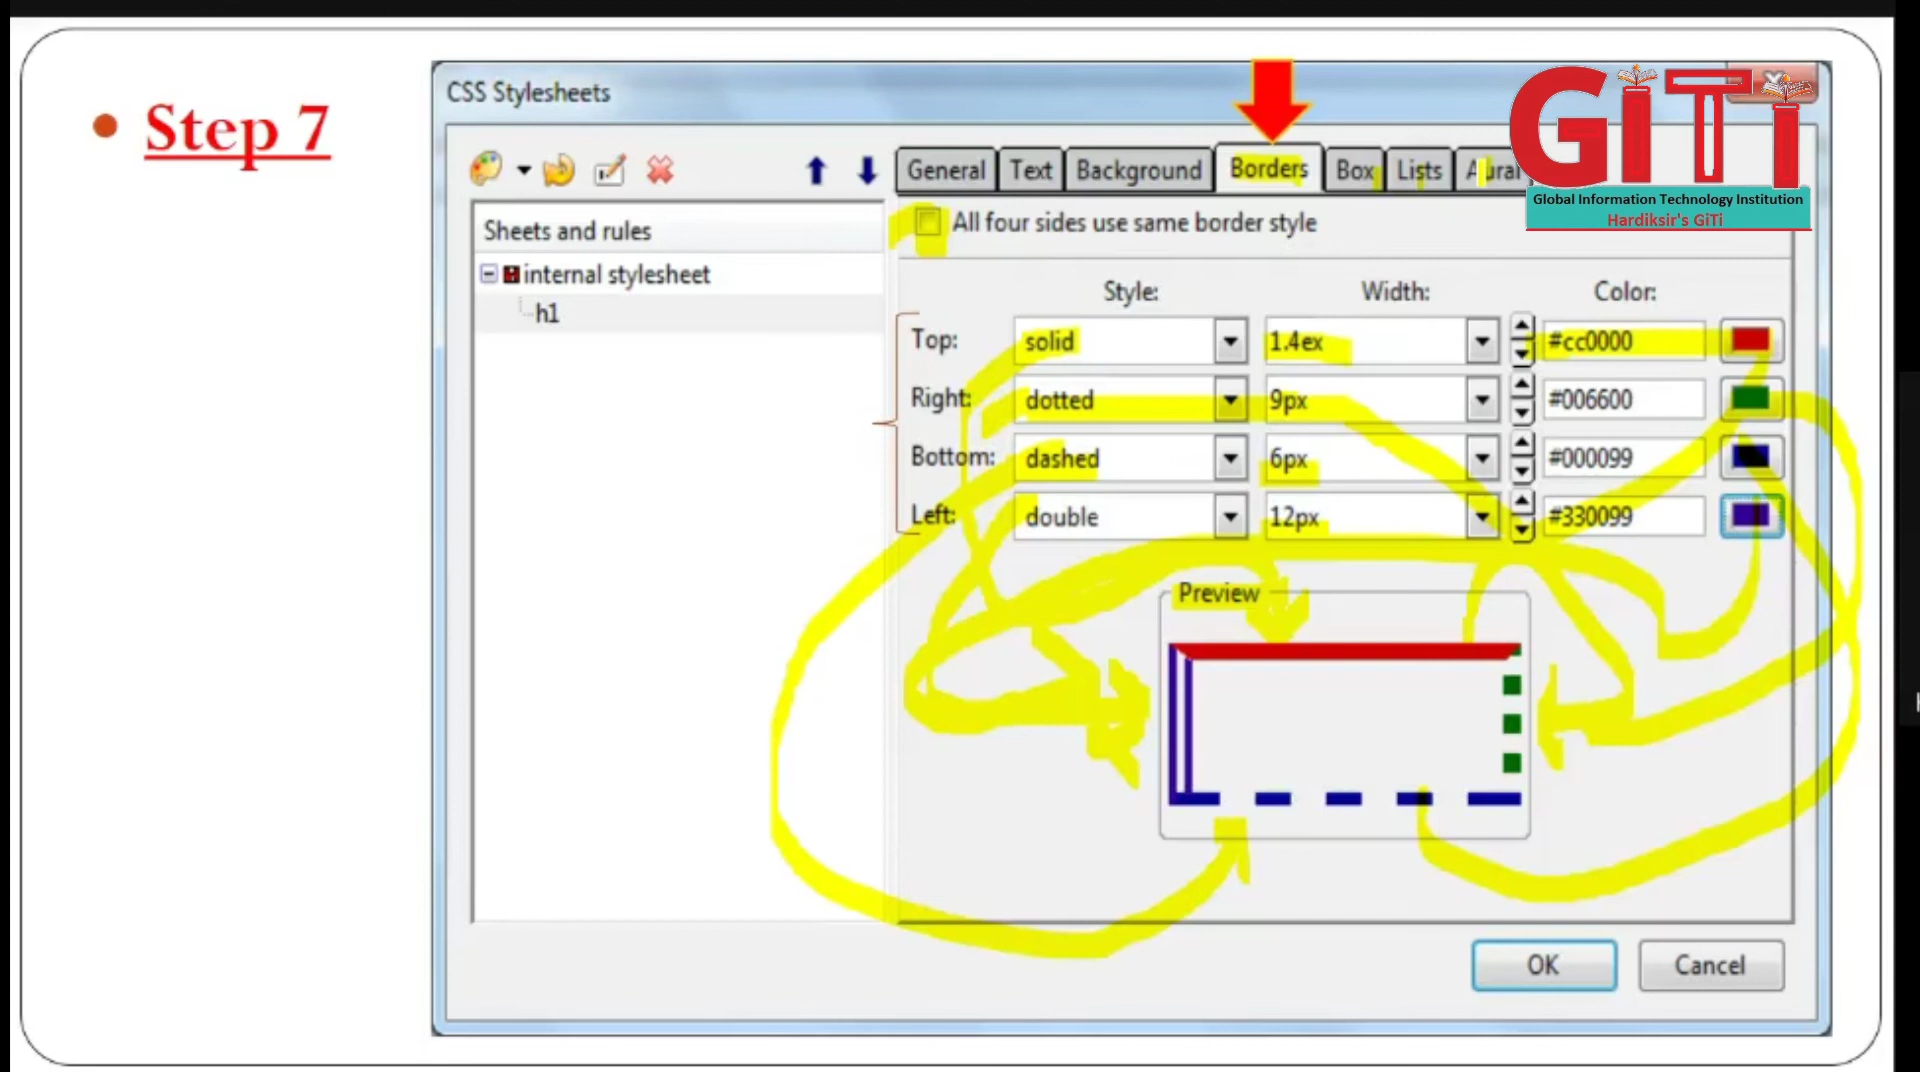 • Step 7
CSS Stylesheets
GiTi
Global Information Technology Institution
Hardiksir's GiTi
General Text Background Borders Box Lists Aural
Sheets and rules
internal stylesheet
h1
All four sides use same border style
Style: Width: Color:
Top: solid 1.4ex #cc0000
Right: dotted 9px #006600
Bottom: dashed 6px #000099
Left: double 12px #330099
Preview
OK Cancel